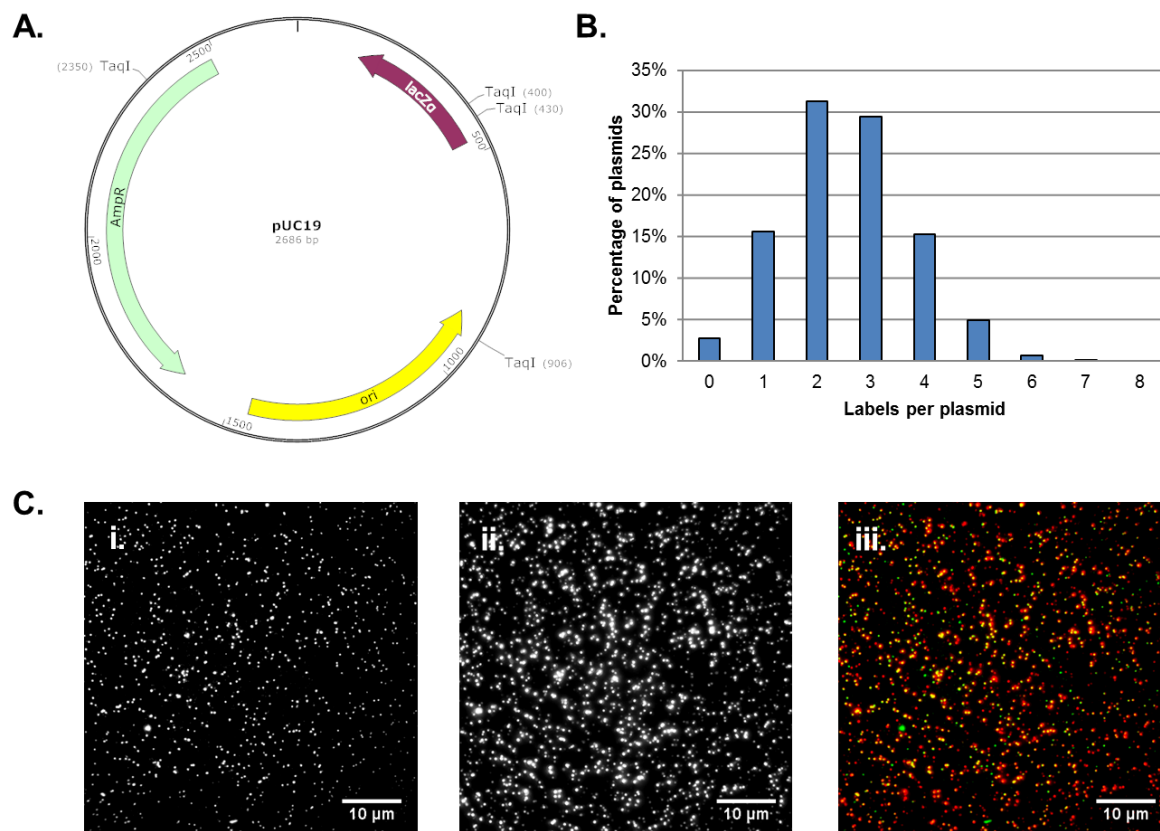 A.
B.
2500
(2350) TaqI
lacZα
TaqI (400)
TaqI (430)
500
AmpR
pUC19
2686 bp
2000
TaqI (906)
1000
ori
1500
35%
30%
25%
20%
15%
10%
5%
0%
Percentage of plasmids
0 1 2 3 4 5 6 7 8
Labels per plasmid
C.
i.
10 µm
ii.
10 µm
iii.
10 µm